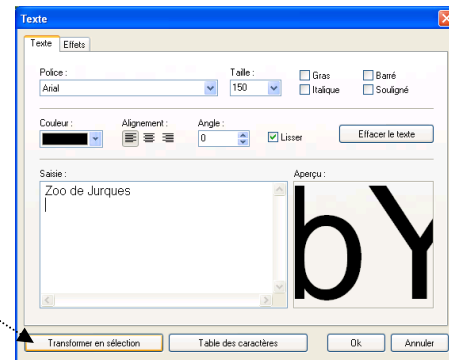 Texte
Texte Effets
Police : Taille :
Arial 150 Gras Barré
Italique Souligné
Couleur : Alignement : Angle :
0 Lisser Effacer le texte
Saisie : Aperçu :
Zoo de Jurques
bY
Transformer en sélection Table des caractères Ok Annuler